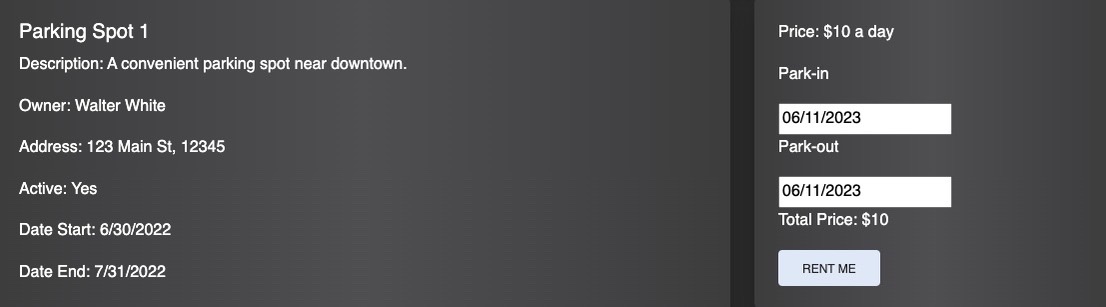 Parking Spot 1
Description: A convenient parking spot near downtown.
Owner: Walter White
Address: 123 Main St, 12345
Active: Yes
Date Start: 6/30/2022
Date End: 7/31/2022
Price: $10 a day
Park-in
06/11/2023
Park-out
06/11/2023
Total Price: $10
RENT ME